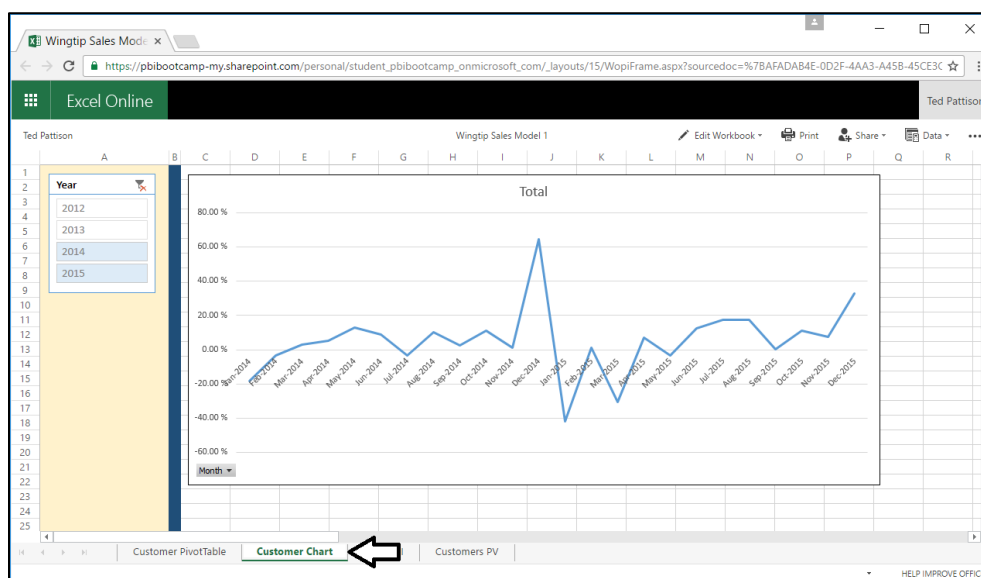 Wingtip Sales Mode
https://pbibootcamp-my.sharepoint.com/personal/student_pbibootcamp_onmicrosoft_com/_layouts/15/WopiFrame.aspx?sourcedoc=%7BAFADAB4E-0D2F-4AA3-A45B-45CE3C
Excel Online
Ted Pattison
Ted Pattison
Wingtip Sales Model 1
Edit Workbook
Print
Share
Data
A B C D E F G H I J K L M N O P Q R
1
2
3
4
5
6
7
8
9
10
11
12
13
14
15
16
17
18
19
20
21
22
23
24
25
Year
2012
2013
2014
2015
Total
80.00 %
60.00 %
40.00 %
20.00 %
0.00 %
-20.00 %
-40.00 %
-60.00 %
Jan-2014
Feb-2014
Mar-2014
Apr-2014
May-2014
Jun-2014
Jul-2014
Aug-2014
Sep-2014
Oct-2014
Nov-2014
Dec-2014
Jan-2015
Feb-2015
Mar-2015
Apr-2015
May-2015
Jun-2015
Jul-2015
Aug-2015
Sep-2015
Oct-2015
Nov-2015
Dec-2015
Month
Customer PivotTable
Customer Chart
Customers PV
HELP IMPROVE OFFIC